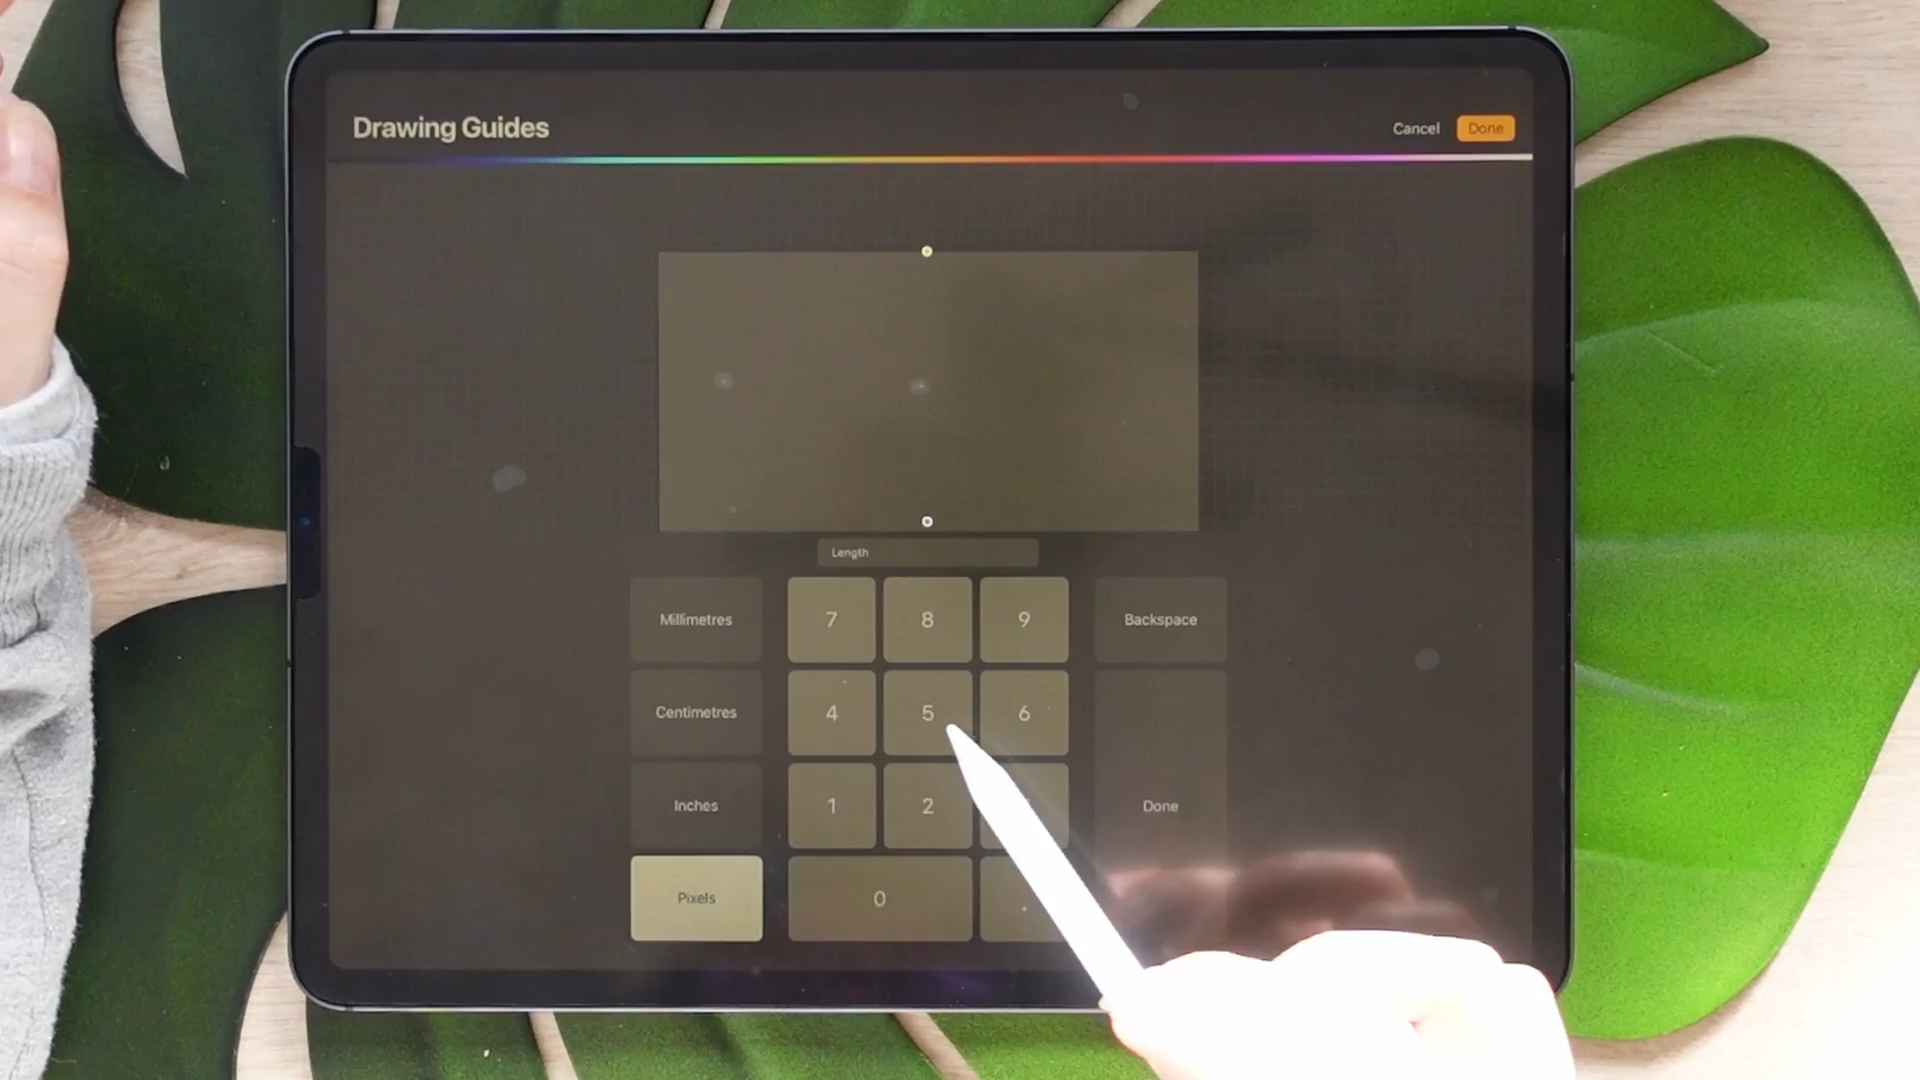 Drawing Guides
Cancel Done
Length
Millimetres 7 8 9 Backspace
Centimetres 4 5 6
Inches 1 2 Done
Pixels 0 .